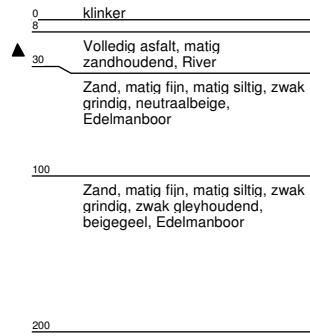 0 klinker
8
Volledig asfalt, matig
30 zandhoudend, River
Zand, matig fijn, matig siltig, zwak
grindig, neutraalbeige,
Edelmanboor
100
Zand, matig fijn, matig siltig, zwak
grindig, zwak gleyhoudend,
beigegeel, Edelmanboor
200